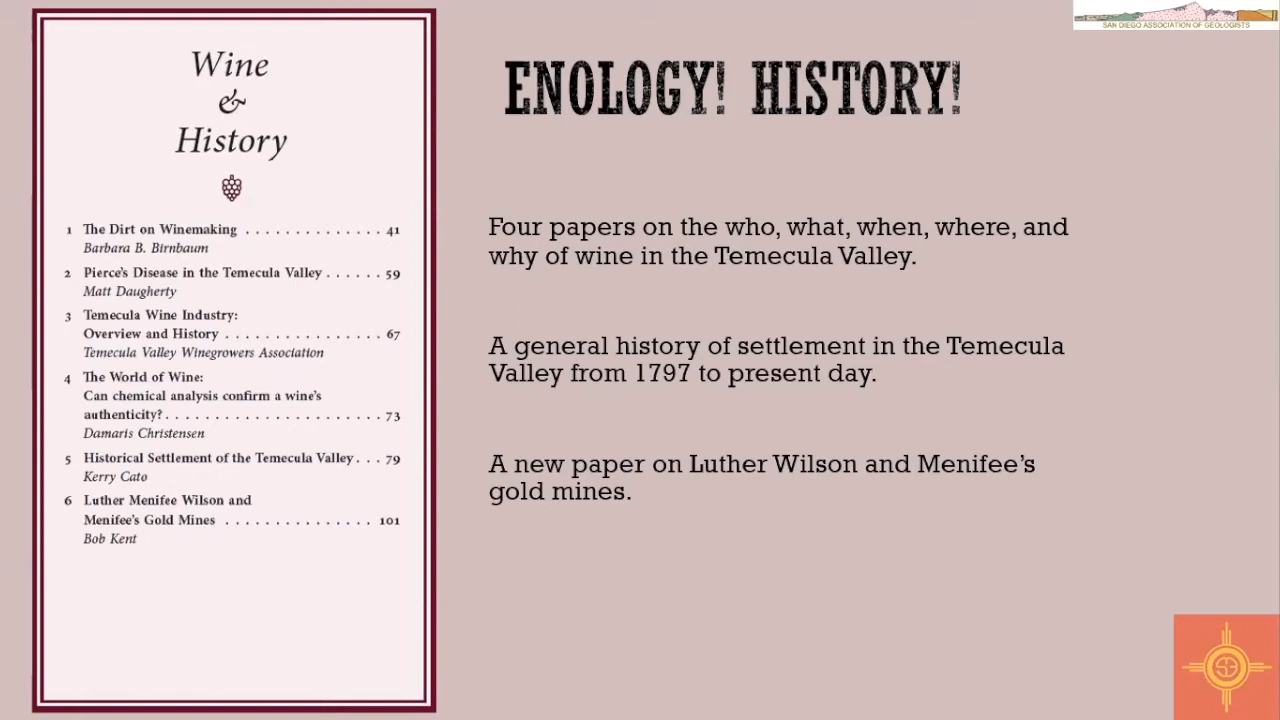 Wine
&
History
1 The Dirt on Winemaking . . . . . . . . . . . . . . 41
Barbara B. Birnbaum
2 Pierce's Disease in the Temecula Valley . . . . . . 59
Matt Daugherty
3 Temecula Wine Industry:
Overview and History . . . . . . . . . . . . . . . . 67
Temecula Valley Winegrowers Association
4 The World of Wine:
Can chemical analysis confirm a wine's
authenticity? . . . . . . . . . . . . . . . . . . . . . . 73
Damaris Christensen
5 Historical Settlement of the Temecula Valley . . . 79
Kerry Cato
6 Luther Menifee Wilson and
Menifee's Gold Mines . . . . . . . . . . . . . . . 101
Bob Kent
SAN DIEGO ASSOCIATION OF GEOLOGISTS
ENOLOGY! HISTORY!
Four papers on the who, what, when, where, and
why of wine in the Temecula Valley.
A general history of settlement in the Temecula
Valley from 1797 to present day.
A new paper on Luther Wilson and Menifee's
gold mines.